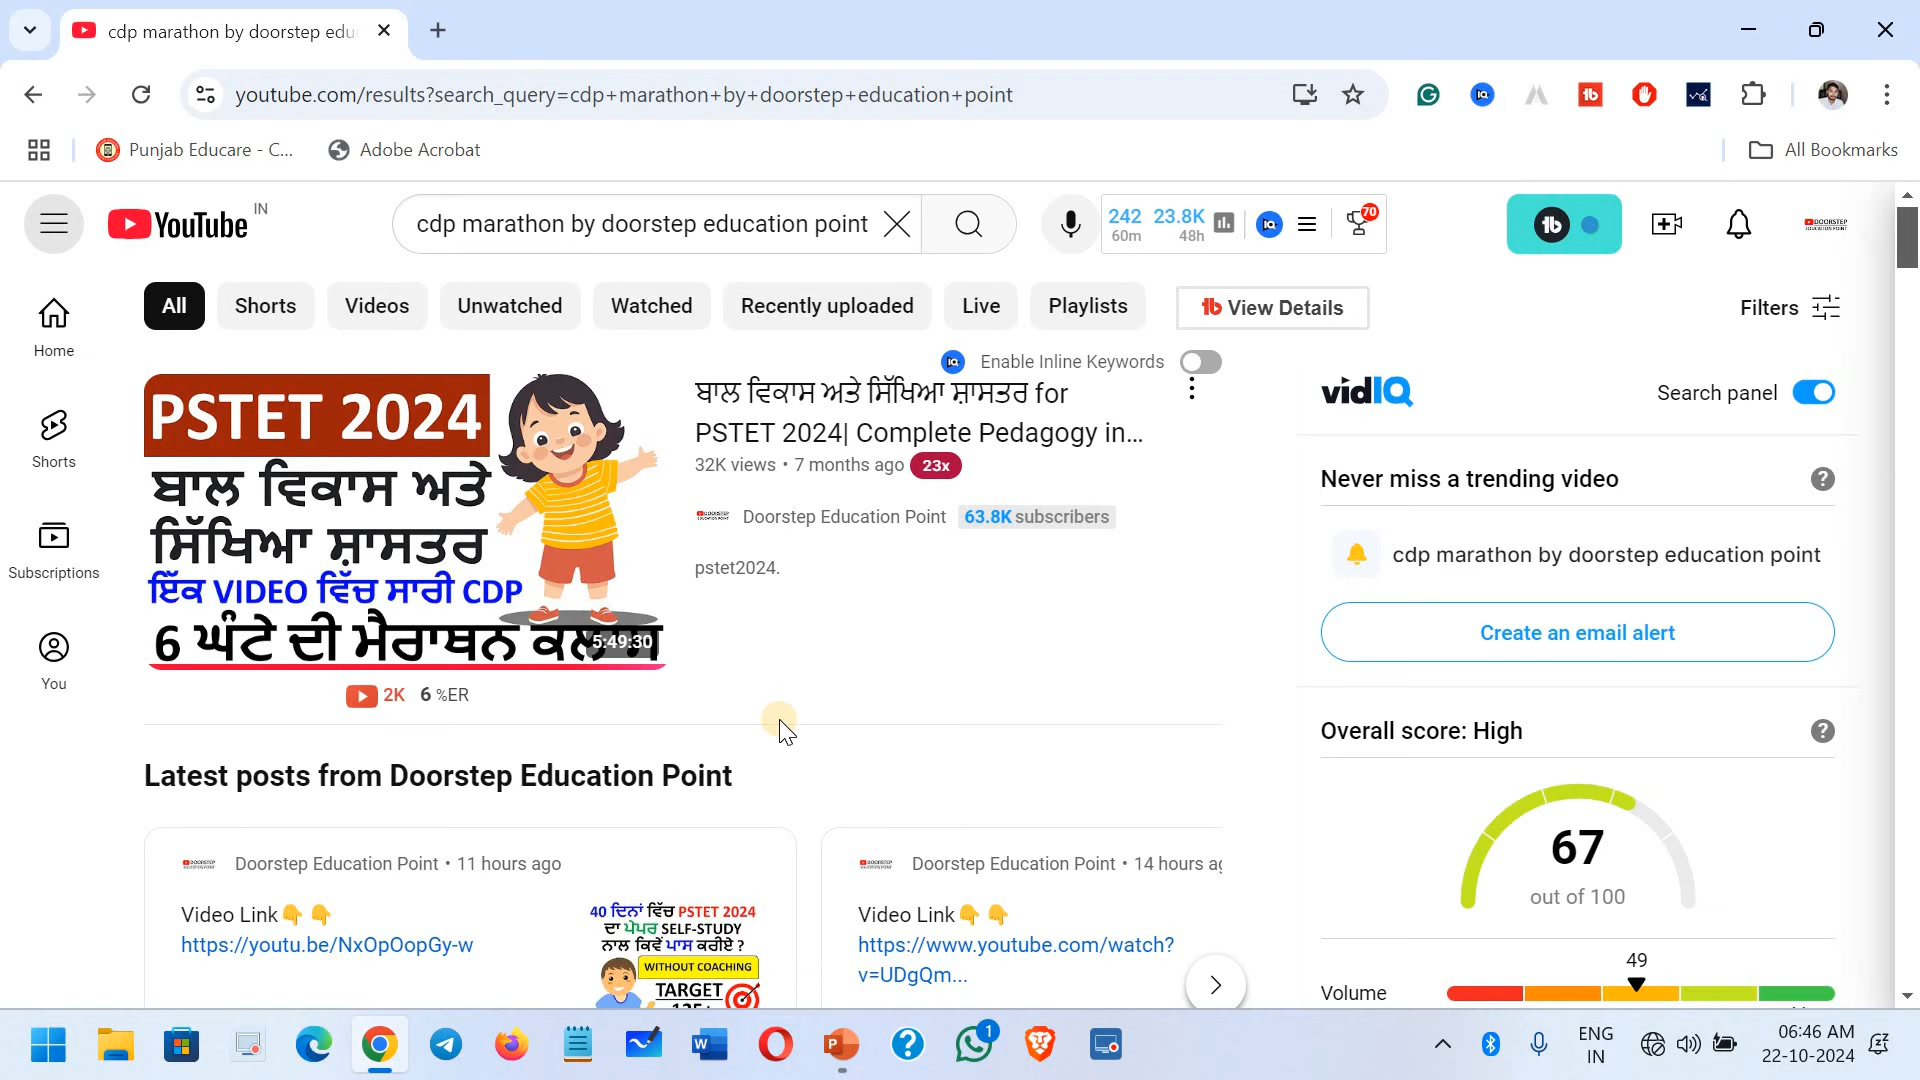 cdp marathon by doorstep edu
youtube.com/results?search_query=cdp+marathon+by+doorstep+education+point
Punjab Educare - C...
Adobe Acrobat
All Bookmarks
YouTube IN
cdp marathon by doorstep education point
242 23.8K
60m 48h
70
DOORSTEP
EDUCATION POINT
All
Shorts
Videos
Unwatched
Watched
Recently uploaded
Live
Playlists
View Details
Filters
Home
Shorts
Subscriptions
You
Enable Inline Keywords
PSTET 2024
ਬਾਲ ਵਿਕਾਸ ਅਤੇ
ਸਿੱਖਿਆ ਸ਼ਾਸਤਰ
ਇੱਕ VIDEO ਵਿੱਚ ਸਾਰੀ CDP
6 ਘੰਟੇ ਦੀ ਮੈਰਾਥਨ ਕਲਾਸ
5:49:30
2K 6 %ER
ਬਾਲ ਵਿਕਾਸ ਅਤੇ ਸਿੱਖਿਆ ਸ਼ਾਸਤਰ for
PSTET 2024| Complete Pedagogy in...
32K views • 7 months ago 23x
Doorstep Education Point 63.8K subscribers
pstet2024.
vidIQ
Search panel
Never miss a trending video
cdp marathon by doorstep education point
Create an email alert
Overall score: High
67
out of 100
49
Volume
Latest posts from Doorstep Education Point
Doorstep Education Point • 11 hours ago
Video Link
https://youtu.be/NxOpOopGy-w
40 ਦਿਨਾਂ ਵਿੱਚ PSTET 2024
ਦਾ ਪੇਪਰ SELF-STUDY
ਨਾਲ ਕਿਵੇਂ ਪਾਸ ਕਰੀਏ ?
WITHOUT COACHING
TARGET
Doorstep Education Point • 14 hours ag
Video Link
https://www.youtube.com/watch?
v=UDgQm...
1
ENG
IN
06:46 AM
22-10-2024